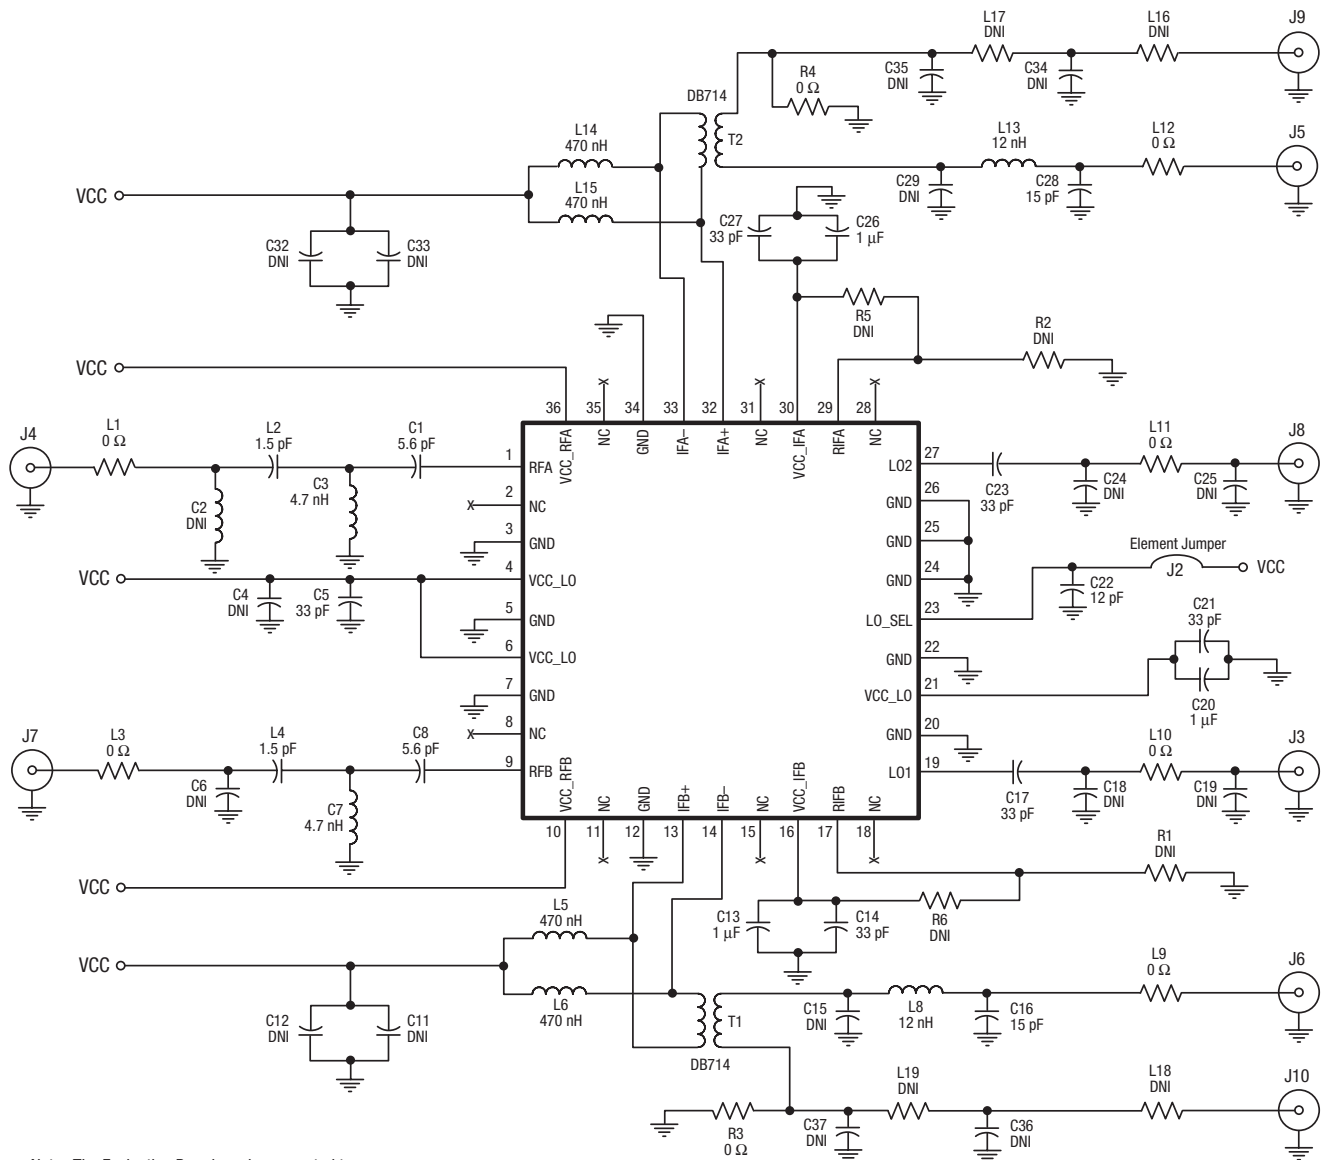 J9
L17
DNI
L16
DNI
C35
DNI
C34
DNI
R4
0 Ω
DB714
T2
J5
L13
12 nH
L12
0 Ω
L14
470 nH
C29
DNI
C28
15 pF
VCC
L15
470 nH
C27
33 pF
C26
1 μF
C32
DNI
C33
DNI
R5
DNI
R2
DNI
VCC
36
35
34
33
32
31
30
29
28
VCC_RFA
NC
GND
IFA–
IFA+
NC
VCC_IFA
RIFA
NC
J4
L1
0 Ω
L2
1.5 pF
C1
5.6 pF
C2
DNI
C3
4.7 nH
1
RFA
2
NC
3
GND
4
VCC_LO
5
GND
6
VCC_LO
7
GND
8
NC
9
RFB
VCC
C4
DNI
C5
33 pF
LO2
27
GND
26
GND
25
GND
24
LO_SEL
23
GND
22
VCC_LO
21
GND
20
LO1
19
C23
33 pF
L11
0 Ω
J8
C24
DNI
C25
DNI
Element Jumper
J2
VCC
C22
12 pF
C21
33 pF
C20
1 μF
J7
L3
0 Ω
L4
1.5 pF
C8
5.6 pF
C6
DNI
C7
4.7 nH
L10
0 Ω
J3
C17
33 pF
C18
DNI
C19
DNI
VCC_RFB
NC
GND
IFB+
IFB–
NC
VCC_IFB
RIFB
NC
10
11
12
13
14
15
16
17
18
R1
DNI
VCC
L5
470 nH
C13
1 μF
C14
33 pF
R6
DNI
VCC
L6
470 nH
L9
0 Ω
J6
C12
DNI
C11
DNI
T1
DB714
C15
DNI
L8
12 nH
C16
15 pF
L19
DNI
L18
DNI
J10
R3
0 Ω
C37
DNI
C36
DNI